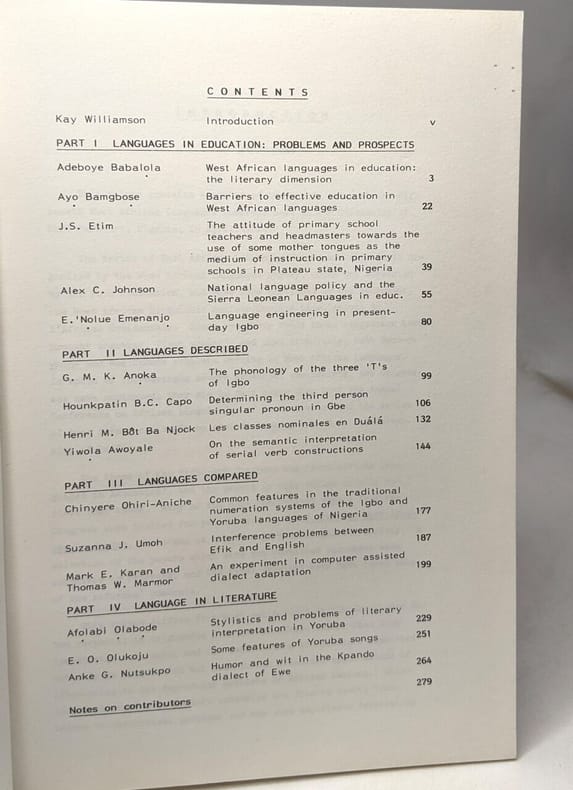 CONTENTS
Kay Williamson Introduction v
PART I LANGUAGES IN EDUCATION: PROBLEMS AND PROSPECTS
Adeboye Babalọla West African languages in education:
the literary dimension 3
Ayọ Bamgbọse Barriers to effective education in
West African languages 22
J.S. Etim The attitude of primary school
teachers and headmasters towards the
use of some mother tongues as the
medium of instruction in primary
schools in Plateau state, Nigeria 39
Alex C. Johnson National language policy and the
Sierra Leonean Languages in educ. 55
E.'Nọlue Emenanjọ Language engineering in present-
day Igbo 80
PART II LANGUAGES DESCRIBED
G. M. K. Anọka The phonology of the three 'T's
of Igbo 99
Hounkpatin B.C. Capo Determining the third person
singular pronoun in Gbe 106
Henri M. Bôt Ba Njock Les classes nominales en Duálá 132
Yiwọla Awoyale On the semantic interpretation
of serial verb constructions 144
PART III LANGUAGES COMPARED
Chinyere Ohiri-Aniche Common features in the traditional
numeration systems of the Igbo and
Yoruba languages of Nigeria 177
Suzanna J. Umoh Interference problems between
Efik and English 187
Mark E. Karan and An experiment in computer assisted
Thomas W. Marmor dialect adaptation 199
PART IV LANGUAGE IN LITERATURE
Afọlabi Ọlabọde Stylistics and problems of literary
interpretation in Yoruba 229
E. O. Olukoju Some features of Yoruba songs 251
Anke G. Nutsukpo Humor and wit in the Kpando
dialect of Ewe 264
Notes on contributors 279